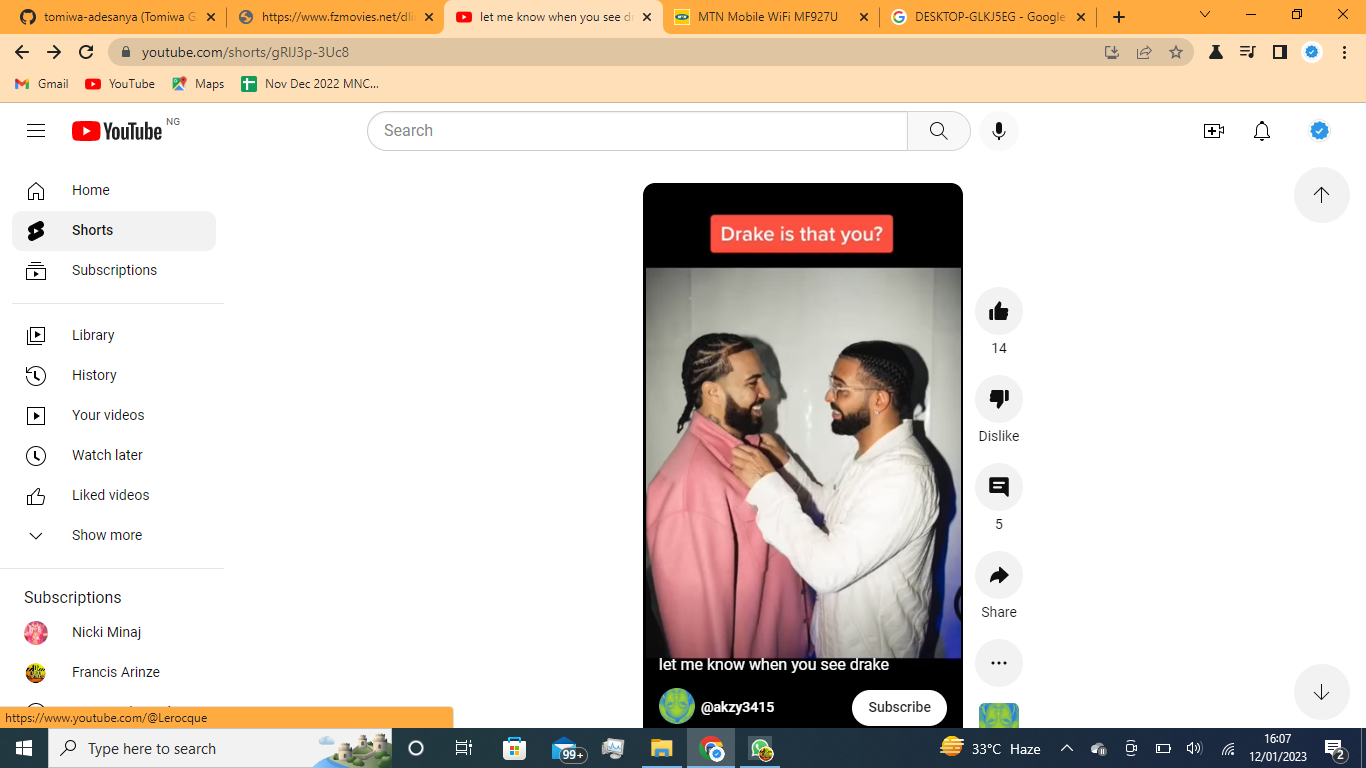 tomiwa-adesanya (Tomiwa G
https://www.fzmovies.net/dli
let me know when you see dr
MTN Mobile WiFi MF927U
DESKTOP-GLKJ5EG - Google
youtube.com/shorts/gRlJ3p-3Uc8
Gmail
YouTube
Maps
Nov Dec 2022 MNC...
YouTube NG
Search
Home
Shorts
Subscriptions
Library
History
Your videos
Watch later
Liked videos
Show more
Subscriptions
Nicki Minaj
Francis Arinze
https://www.youtube.com/@Lerocque
Drake is that you?
let me know when you see drake
@akzy3415
Subscribe
14
Dislike
5
Share
Type here to search
99+
33°C Haze
16:07
12/01/2023
2